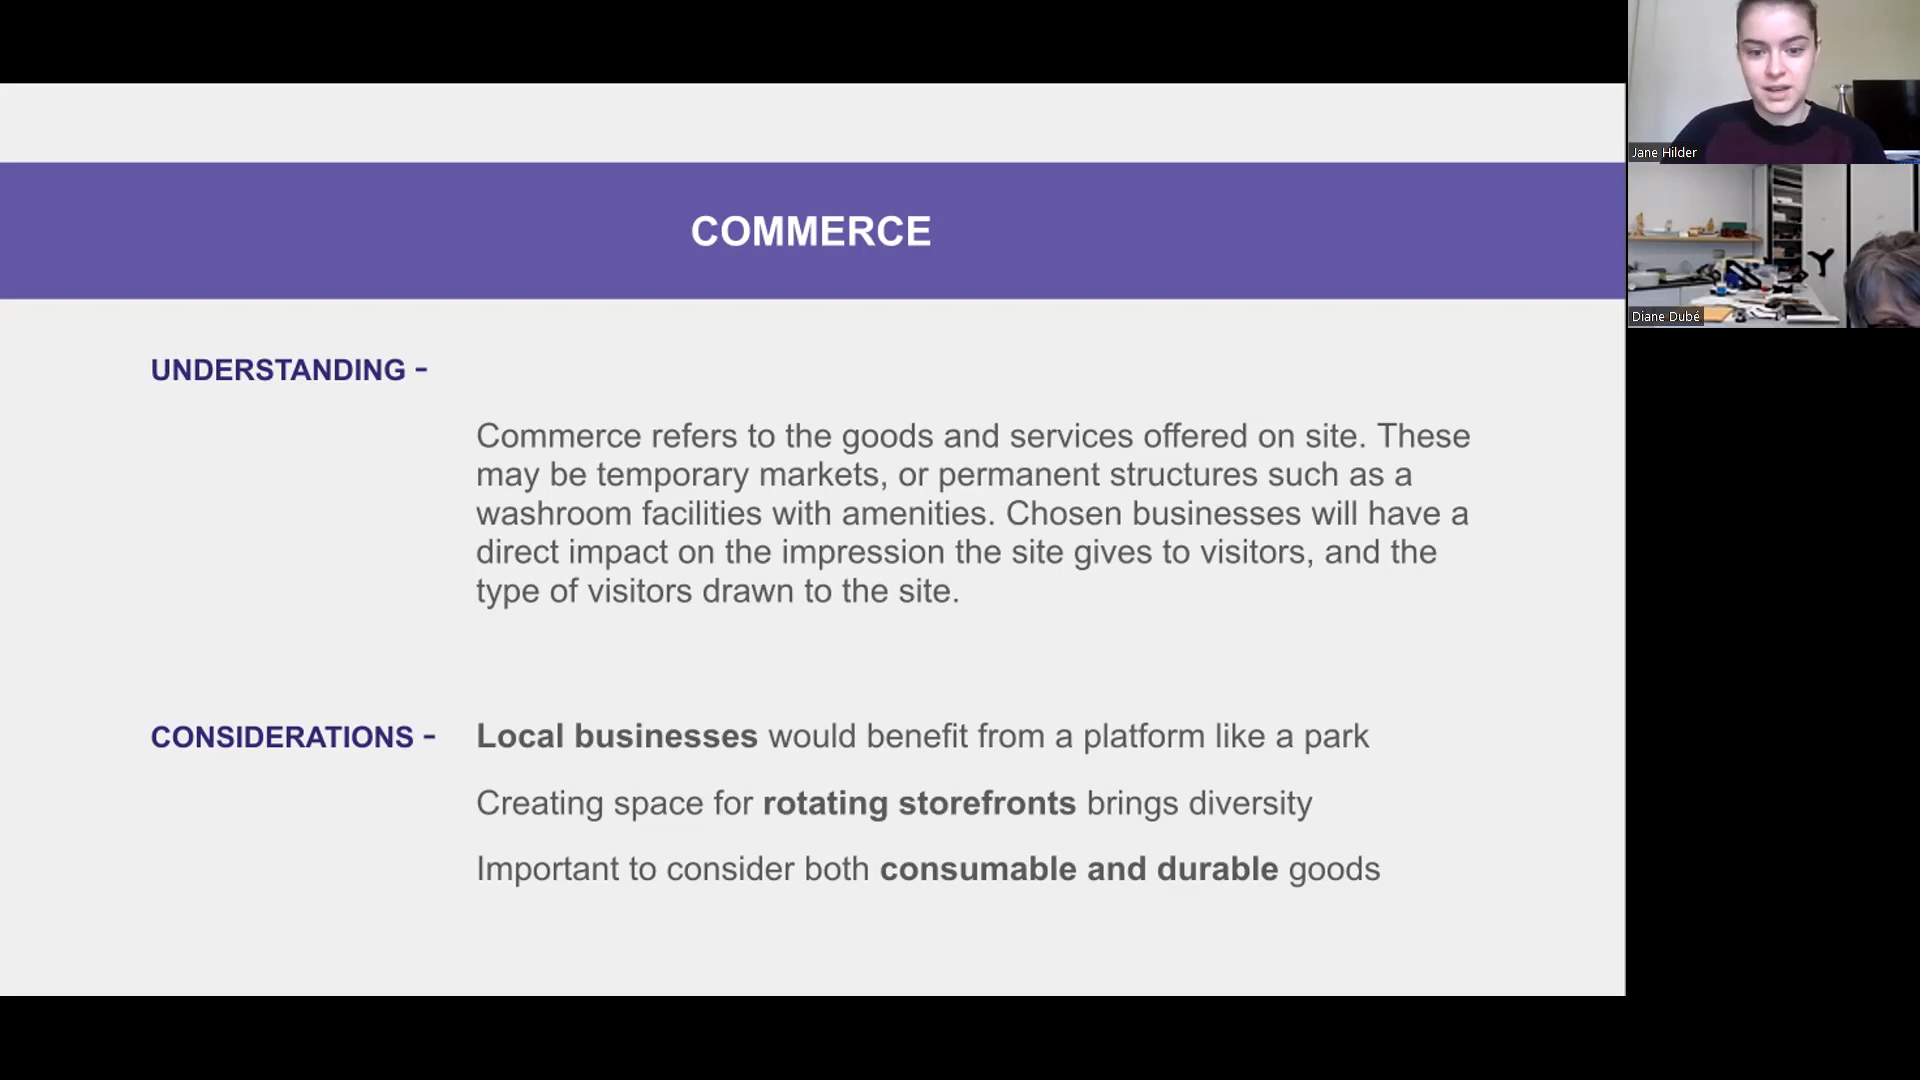 COMMERCE
UNDERSTANDING -
Commerce refers to the goods and services offered on site. These
may be temporary markets, or permanent structures such as a
washroom facilities with amenities. Chosen businesses will have a
direct impact on the impression the site gives to visitors, and the
type of visitors drawn to the site.
CONSIDERATIONS -
Local businesses would benefit from a platform like a park
Creating space for rotating storefronts brings diversity
Important to consider both consumable and durable goods
Jane Hilder
Diane Dubé